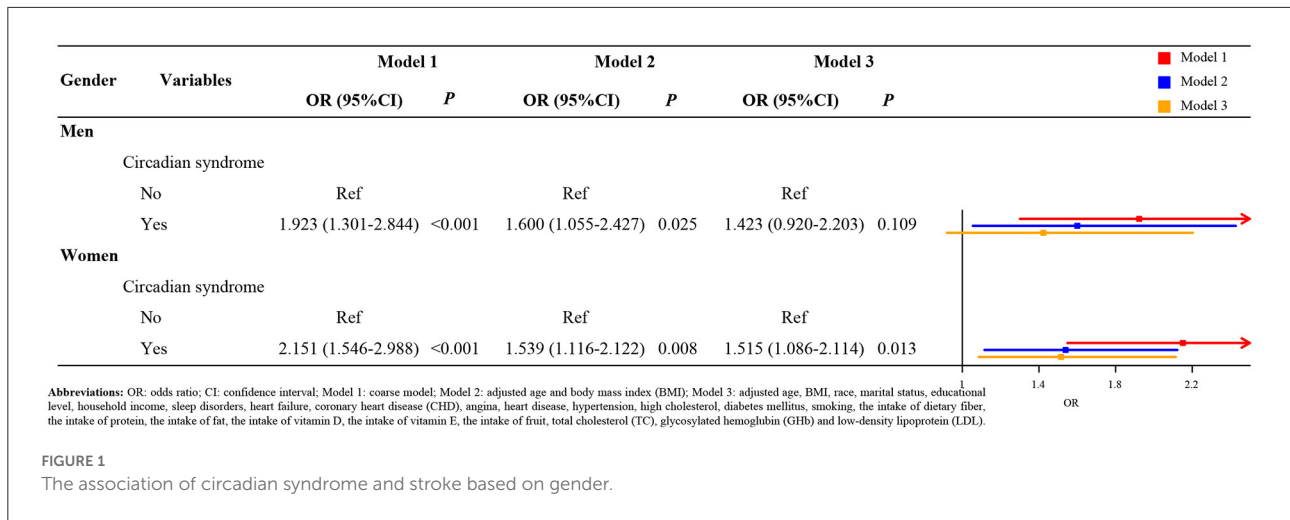 Gender Variables Model 1 Model 2 Model 3
OR (95%CI) P OR (95%CI) P OR (95%CI) P
Model 1
Model 2
Model 3
Men
Circadian syndrome
No Ref Ref Ref
Yes 1.923 (1.301-2.844) <0.001 1.600 (1.055-2.427) 0.025 1.423 (0.920-2.203) 0.109
Women
Circadian syndrome
No Ref Ref Ref
Yes 2.151 (1.546-2.988) <0.001 1.539 (1.116-2.122) 0.008 1.515 (1.086-2.114) 0.013
1 1.4 1.8 2.2
OR
Abbreviations: OR: odds ratio; CI: confidence interval; Model 1: coarse model; Model 2: adjusted age and body mass index (BMI); Model 3: adjusted age, BMI, race, marital status, educational
level, household income, sleep disorders, heart failure, coronary heart disease (CHD), angina, heart disease, hypertension, high cholesterol, diabetes mellitus, smoking, the intake of dietary fiber,
the intake of protein, the intake of fat, the intake of vitamin D, the intake of vitamin E, the intake of fruit, total cholesterol (TC), glycosylated hemoglubin (GHb) and low-density lipoprotein (LDL).
FIGURE 1
The association of circadian syndrome and stroke based on gender.